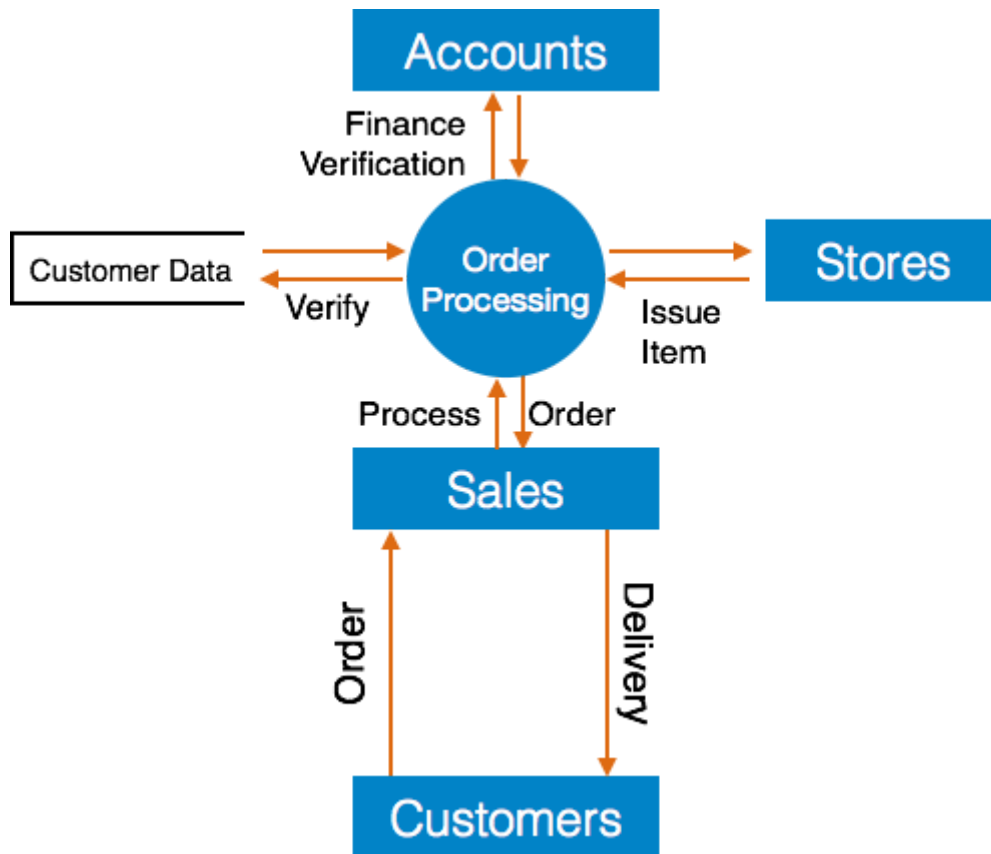 Accounts
Finance
Verification
Customer Data
Verify
Order
Processing
Stores
Issue
Item
Process
Order
Sales
Order
Delivery
Customers